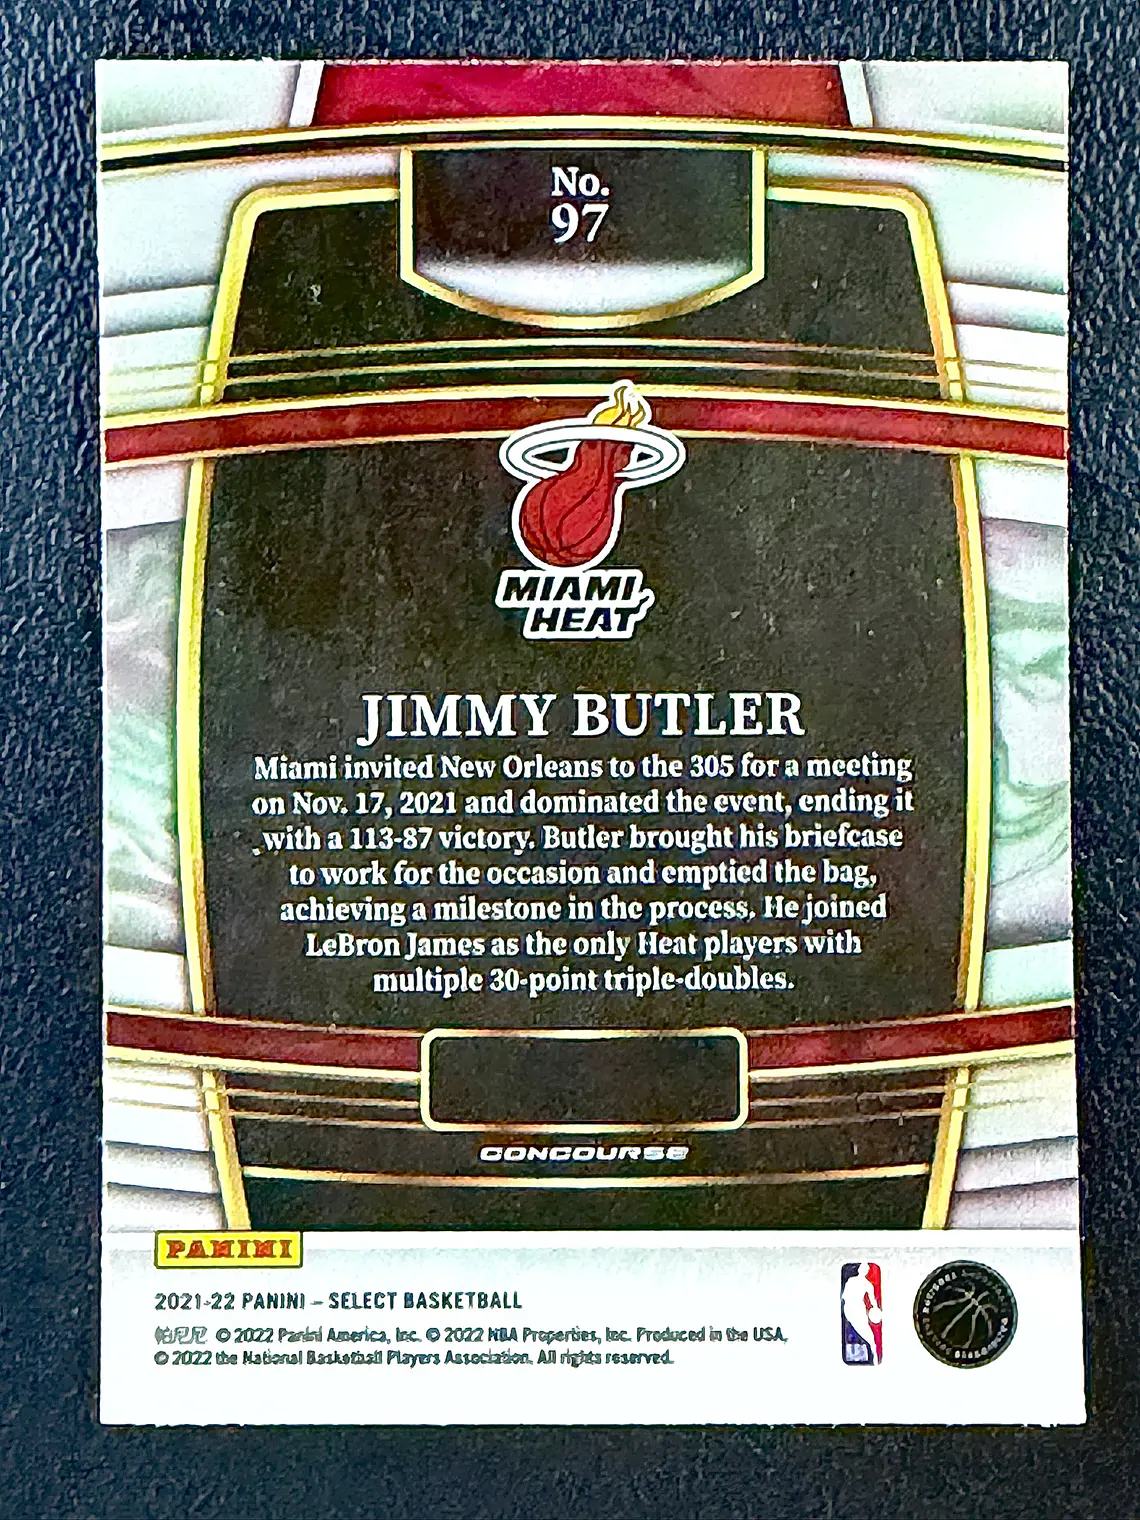 No.
97
MIAMI
HEAT
JIMMY BUTLER
Miami invited New Orleans to the 305 for a meeting
on Nov. 17, 2021 and dominated the event, ending it
with a 113-87 victory. Butler brought his briefcase
to work for the occasion and emptied the bag,
achieving a milestone in the process. He joined
LeBron James as the only Heat players with
multiple 30-point triple-doubles.
CONCOURSE
PANINI
2021-22 PANINI – SELECT BASKETBALL
帕尼尼 © 2022 Panini America, Inc. © 2022 NBA Properties, Inc. Produced in the USA.
© 2022 the National Basketball Players Association. All rights reserved.